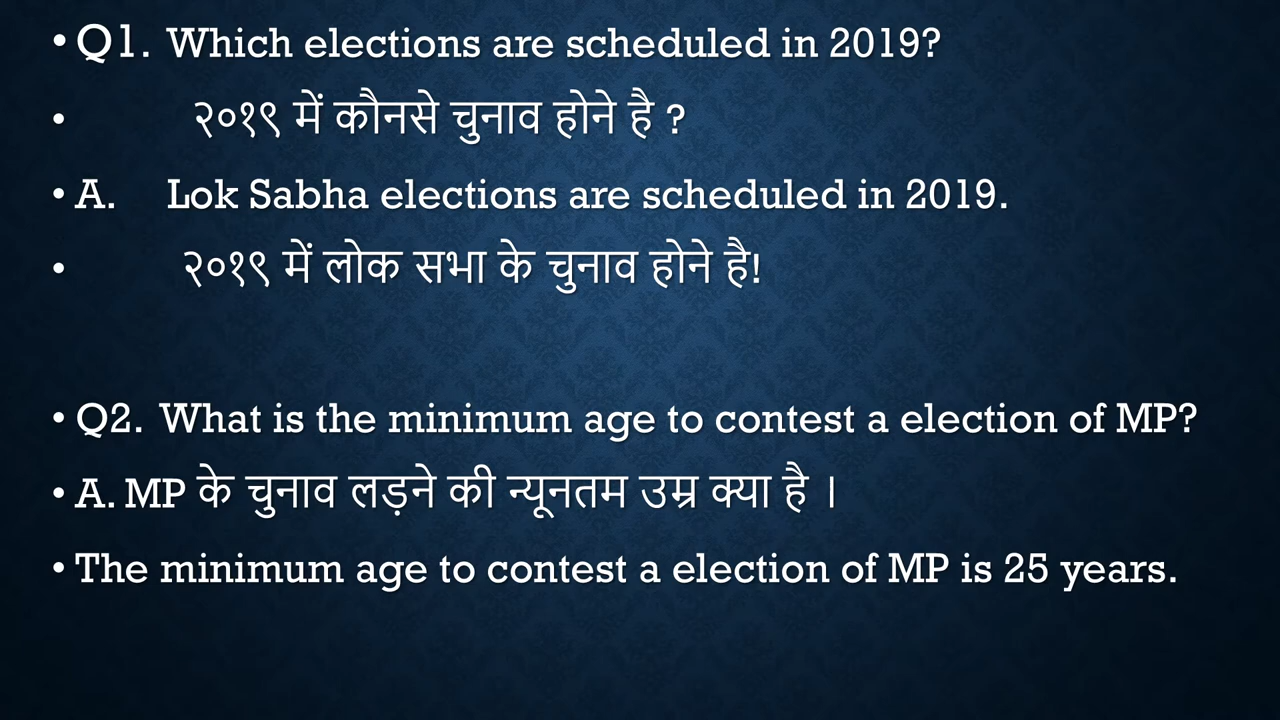 • Q1. Which elections are scheduled in 2019?
• २०१९ में कौनसे चुनाव होने है ?
• A. Lok Sabha elections are scheduled in 2019.
• २०१९ में लोक सभा के चुनाव होने है!
• Q2. What is the minimum age to contest a election of MP?
• A. MP के चुनाव लड़ने की न्यूनतम उम्र क्या है ।
• The minimum age to contest a election of MP is 25 years.